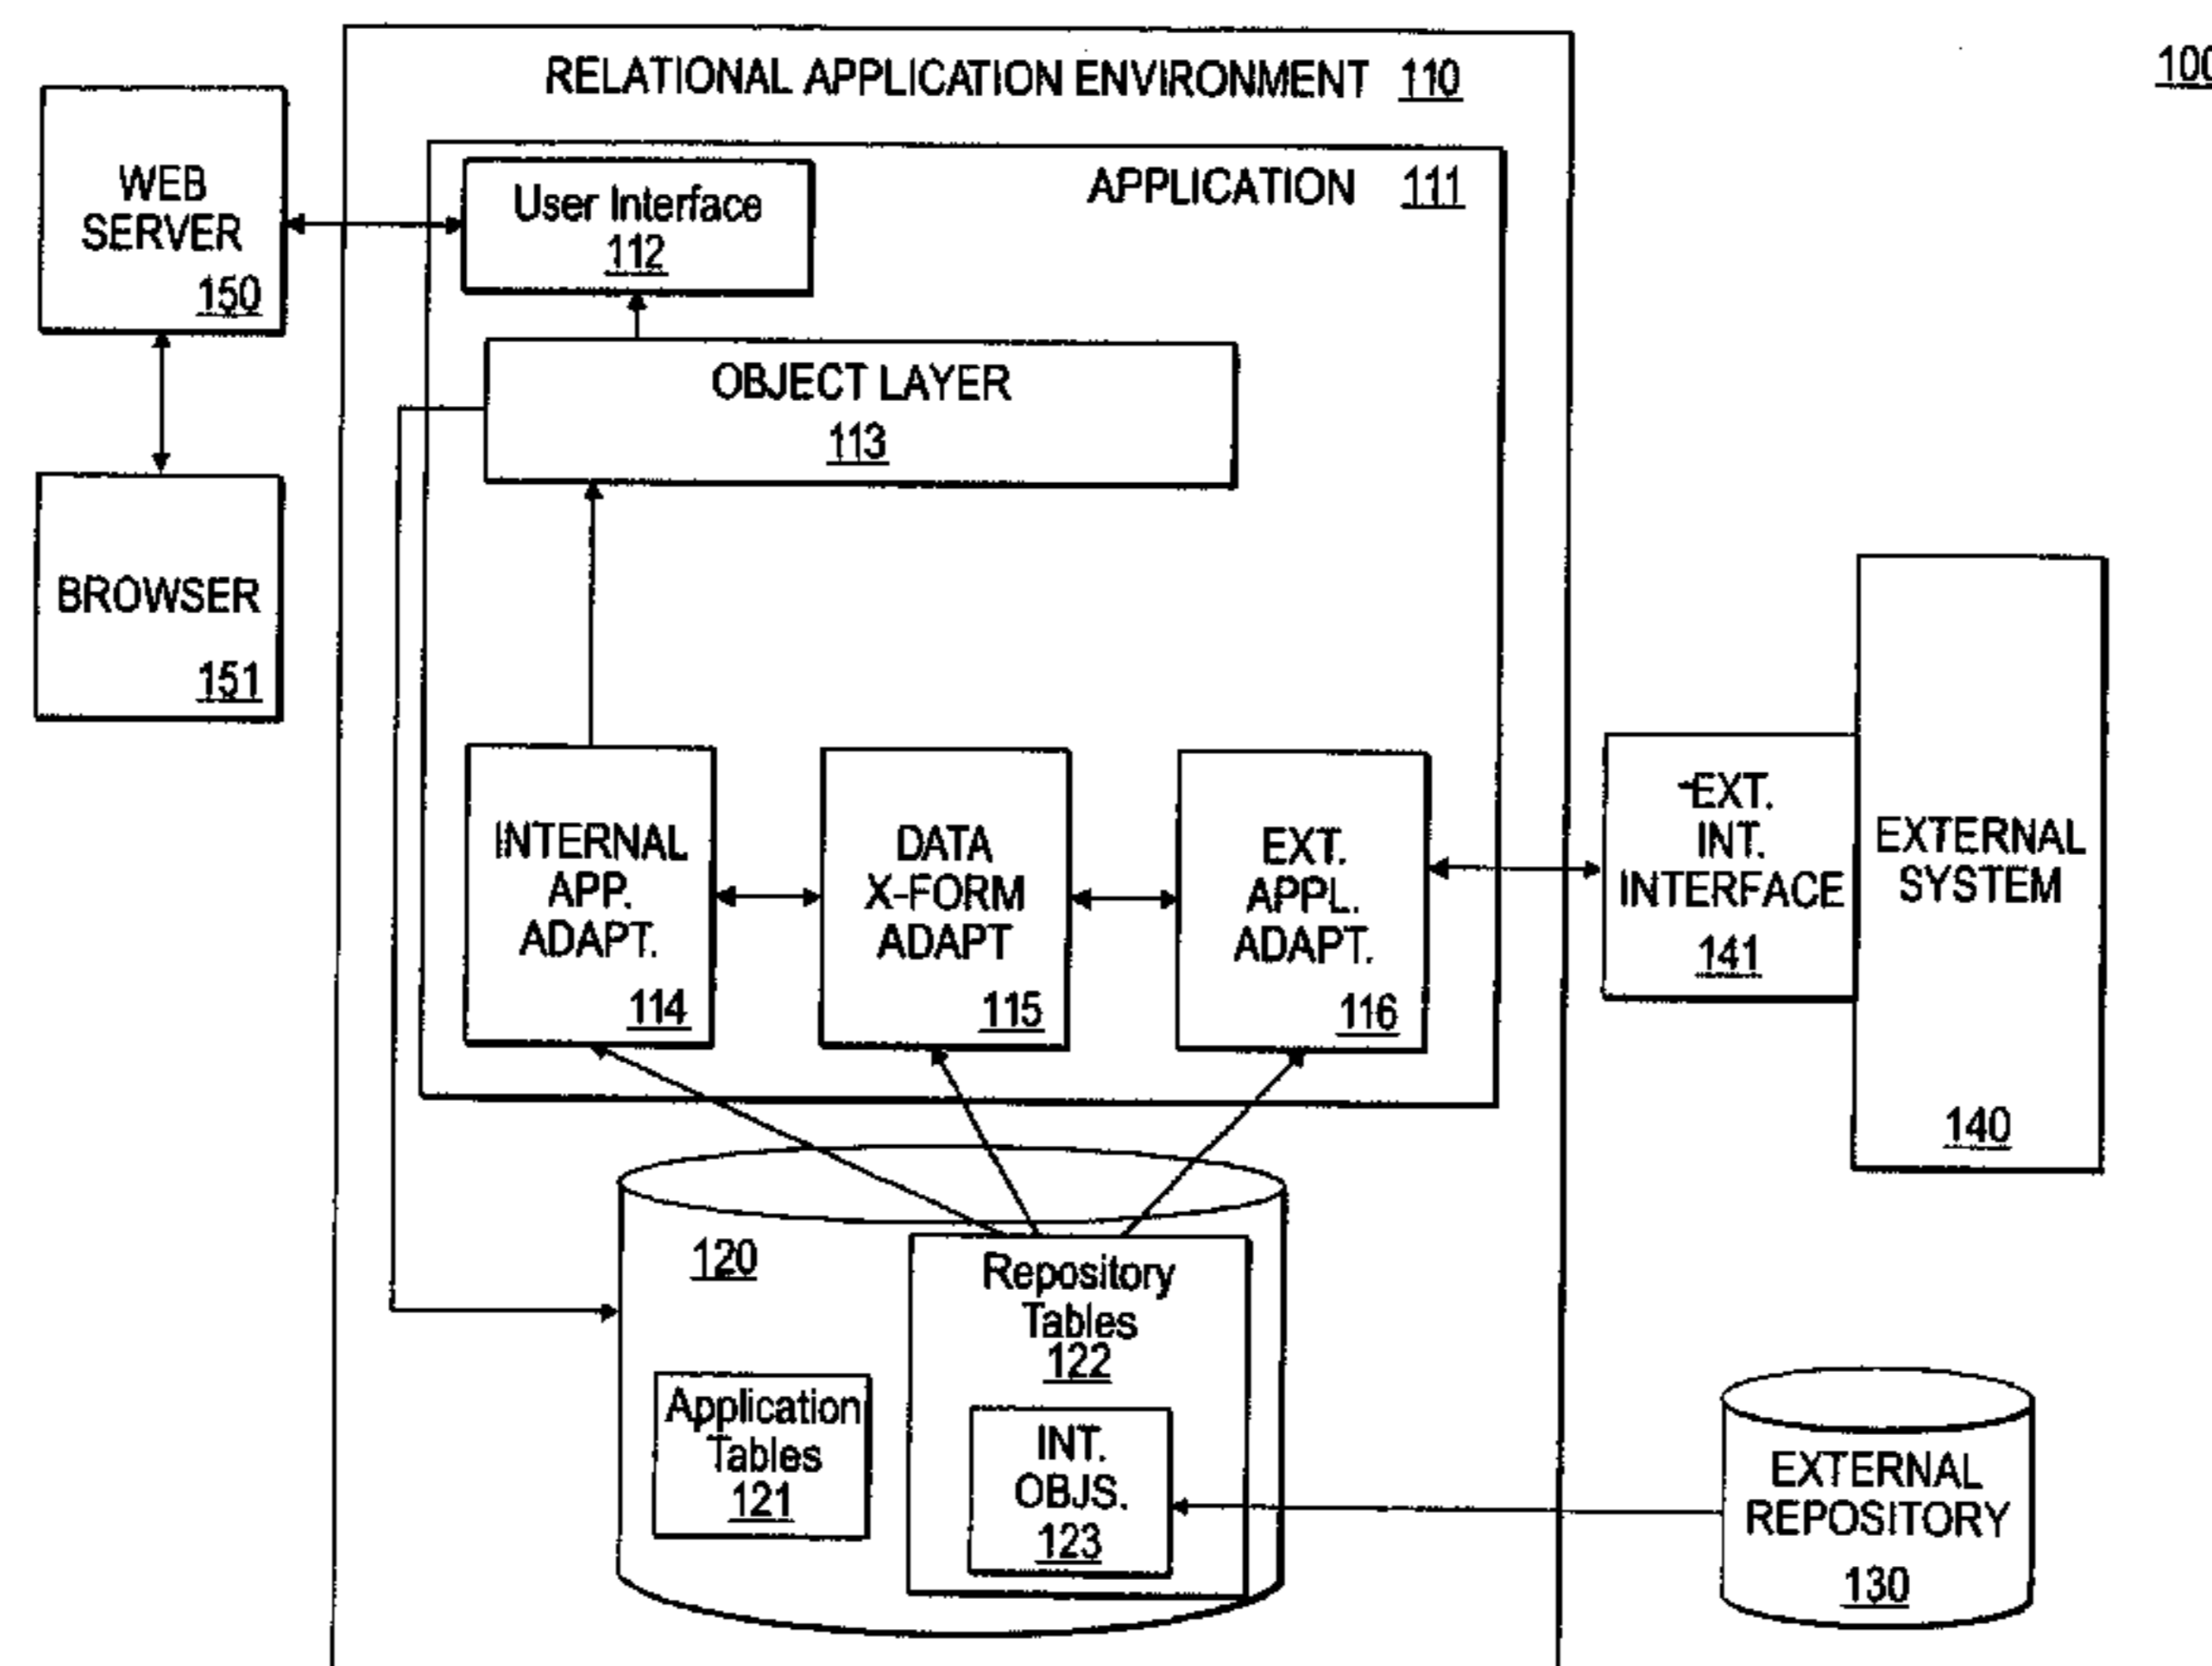 100
RELATIONAL APPLICATION ENVIRONMENT 110
WEB
SERVER
150
BROWSER
151
APPLICATION 111
User Interface
112
OBJECT LAYER
113
INTERNAL
APP.
ADAPT.
114
DATA
X-FORM
ADAPT
115
EXT.
APPL.
ADAPT.
116
EXT.
INT.
INTERFACE
141
EXTERNAL
SYSTEM
140
120
Repository
Tables
122
Application
Tables
121
INT.
OBJS.
123
EXTERNAL
REPOSITORY
130